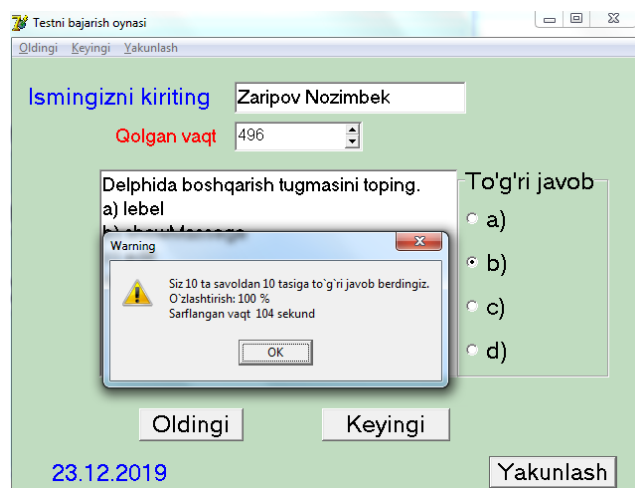 Testni bajarish oynasi
Oldingi Keyingi Yakunlash
Ismingizni kiriting Zaripov Nozimbek
Qolgan vaqt 496
Delphida boshqarish tugmasini toping.
a) lebel
b) showMassage
To'g'ri javob
a)
b)
c)
d)
Warning
Siz 10 ta savoldan 10 tasiga to`g`ri javob berdingiz.
O`zlashtirish: 100 %
Sarflangan vaqt 104 sekund
OK
Oldingi Keyingi
23.12.2019 Yakunlash